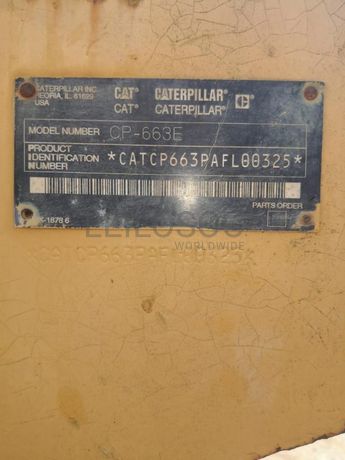 CATERPILLAR INC.
PEORIA, IL 61629
USA
CAT® CATERPILLAR®
CAT® CATERPILLAR®
MODEL NUMBER CP-663E
PRODUCT
IDENTIFICATION
NUMBER *CATCP663PAFL00325*
PARTS ORDER
WORLDWIDE